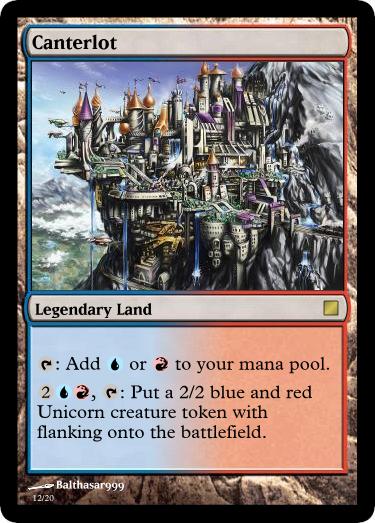 Canterlot
Legendary Land
: Add or to your mana pool.
2 , : Put a 2/2 blue and red
Unicorn creature token with
flanking onto the battlefield.
Balthasar999
12/20